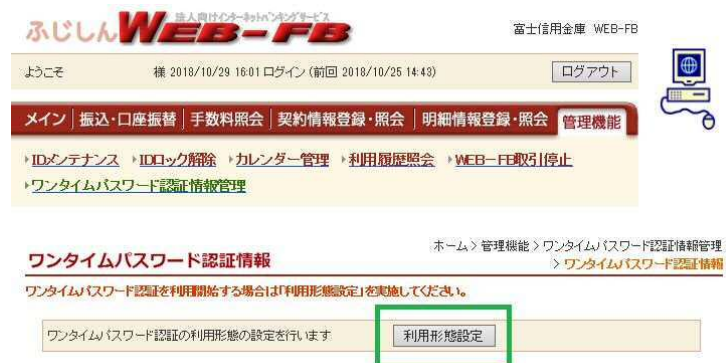 法人向けインターネットバンキングサービス
ふじしんWEB-FB
富士信用金庫 WEB-FB
ようこそ 様 2018/10/29 16:01 ログイン (前回 2018/10/25 14:43) ログアウト
メイン 振込・口座振替 手数料照会 契約情報登録・照会 明細情報登録・照会 管理機能
IDメンテナンス IDロック解除 カレンダー管理 利用履歴照会 WEB-FB取引停止
ワンタイムパスワード認証情報管理
ホーム > 管理機能 > ワンタイムパスワード認証情報管理
> ワンタイムパスワード認証情報
ワンタイムパスワード認証情報
ワンタイムパスワード認証を利用開始する場合は「利用形態設定」を実施してください。
ワンタイムパスワード認証の利用形態の設定を行います 利用形態設定